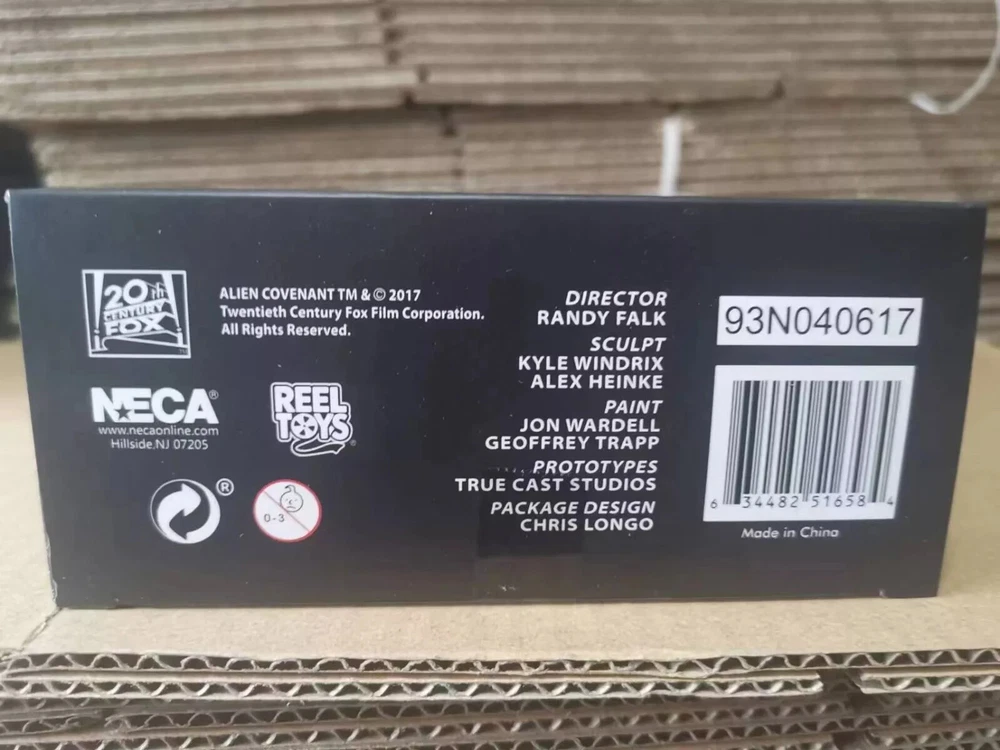 20th
CENTURY
FOX
ALIEN COVENANT TM & © 2017
Twentieth Century Fox Film Corporation.
All Rights Reserved.
NECA®
www.necaonline.com
Hillside, NJ 07205
REEL
TOYS®
®
0-3
DIRECTOR
RANDY FALK
SCULPT
KYLE WINDRIX
ALEX HEINKE
PAINT
JON WARDELL
GEOFFREY TRAPP
PROTOTYPES
TRUE CAST STUDIOS
PACKAGE DESIGN
CHRIS LONGO
93N040617
6 34482 51658 4
Made in China